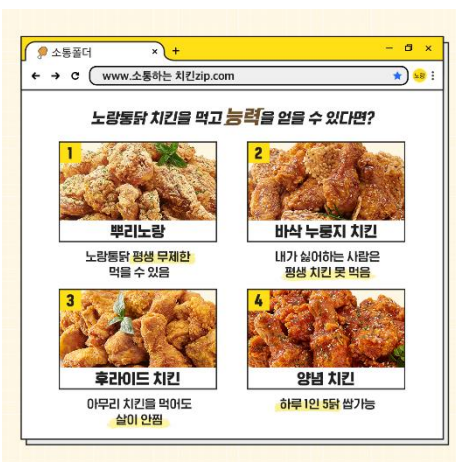 소통폴더
www.소통하는 치킨zip.com
노랑
노랑통닭 치킨을 먹고 능력을 얻을 수 있다면?
1
뿌리노랑
노랑통닭 평생 무제한
먹을 수 있음
2
바삭 누룽지 치킨
내가 싫어하는 사람은
평생 치킨 못 먹음
3
후라이드 치킨
아무리 치킨을 먹어도
살이 안찜
4
양념 치킨
하루 1인 5닭 쌉가능